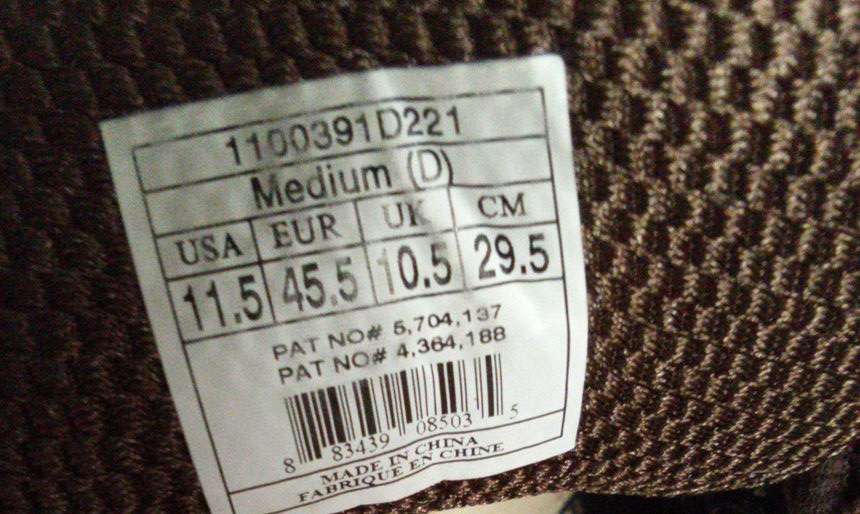 1100391D221
Medium (D)
USA EUR UK CM
11.5 45.5 10.5 29.5
PAT NO# 5,704,137
PAT NO# 4,364,188
8 83439 08503 5
MADE IN CHINA
FABRIQUE EN CHINE